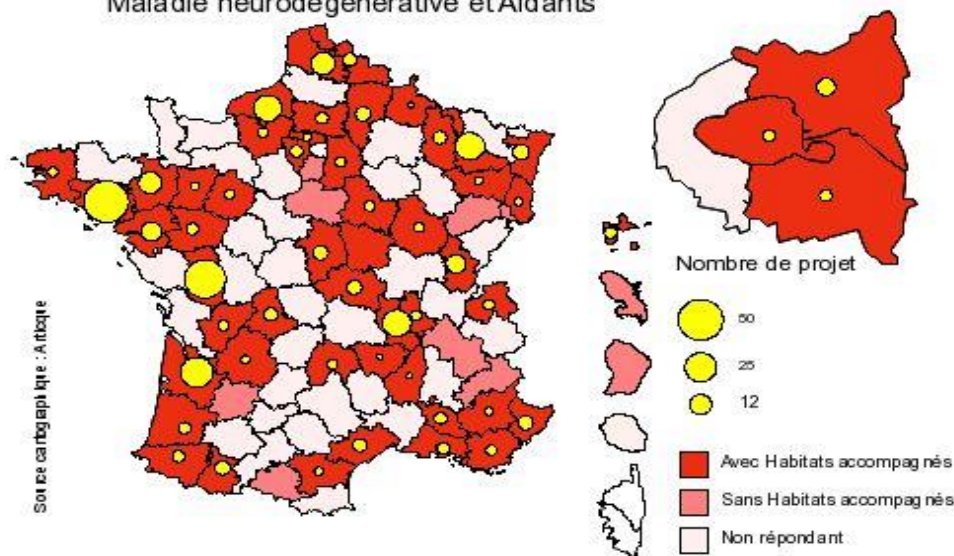 Maladie neurodégénérative et Aidants
Nombre de projet
50
25
12
Avec Habitats accompagnés
Sans Habitats accompagnés
Non répondant
Source cartographique : Artique